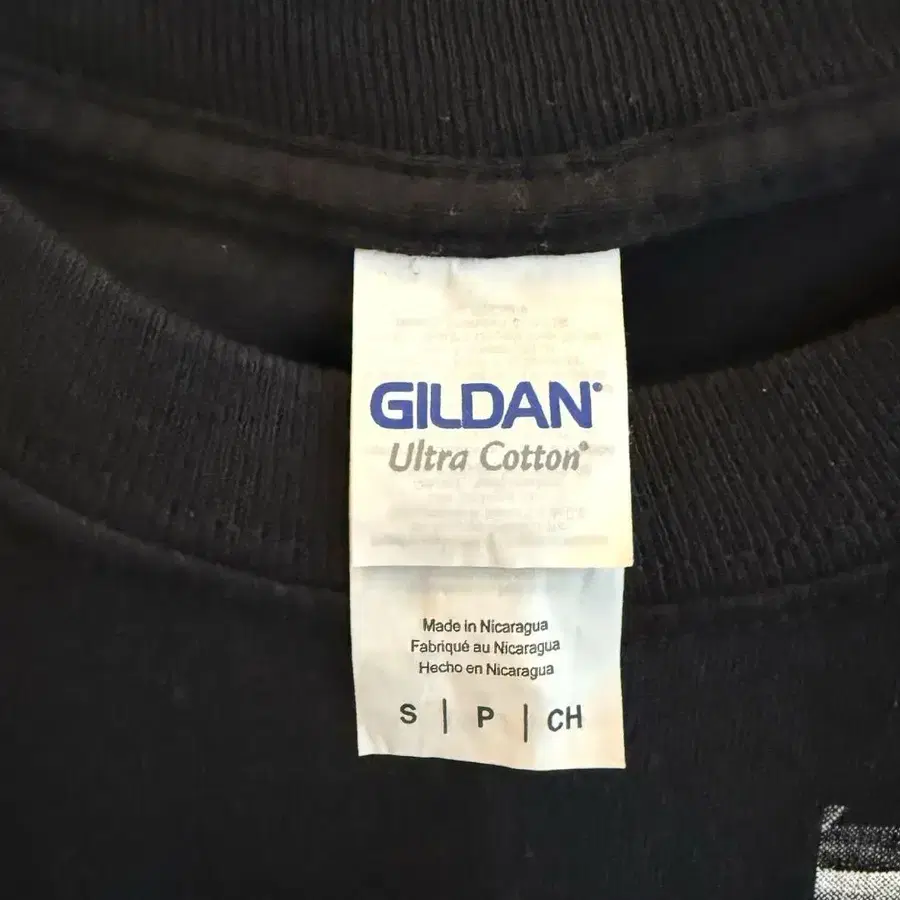 GILDAN®
Ultra Cotton®
Made in Nicaragua
Fabriqué au Nicaragua
Hecho en Nicaragua
S | P | CH